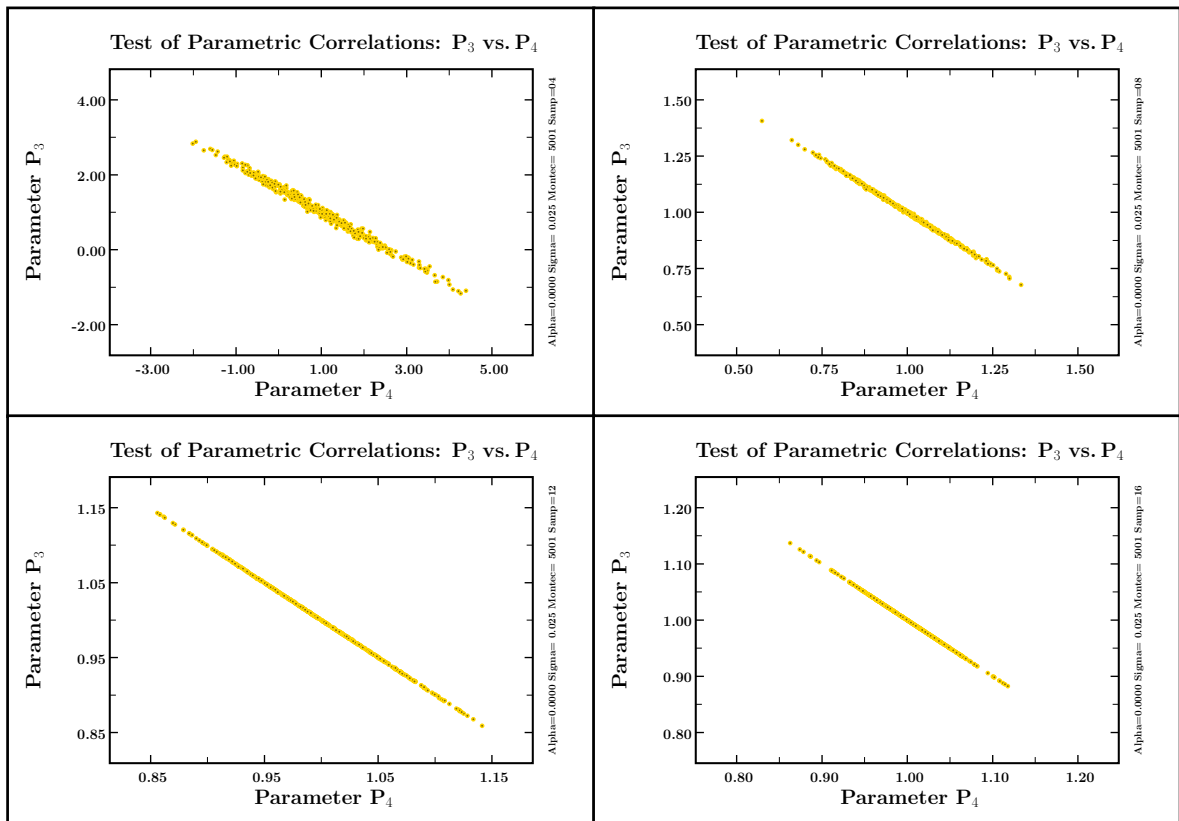 Test of Parametric Correlations: P₃ vs. P₄
4.00
2.00
0.00
-2.00
Parameter P₃
-3.00 -1.00 1.00 3.00 5.00
Parameter P₄
Alpha=0.0000 Sigma= 0.025 Montec= 5001 Samp=04
Test of Parametric Correlations: P₃ vs. P₄
1.50
1.25
1.00
0.75
0.50
Parameter P₃
0.50 0.75 1.00 1.25 1.50
Parameter P₄
Alpha=0.0000 Sigma= 0.025 Montec= 5001 Samp=08
Test of Parametric Correlations: P₃ vs. P₄
1.15
1.05
0.95
0.85
Parameter P₃
0.85 0.95 1.05 1.15
Parameter P₄
Alpha=0.0000 Sigma= 0.025 Montec= 5001 Samp=12
Test of Parametric Correlations: P₃ vs. P₄
1.20
1.10
1.00
0.90
0.80
Parameter P₃
0.80 0.90 1.00 1.10 1.20
Parameter P₄
Alpha=0.0000 Sigma= 0.025 Montec= 5001 Samp=16